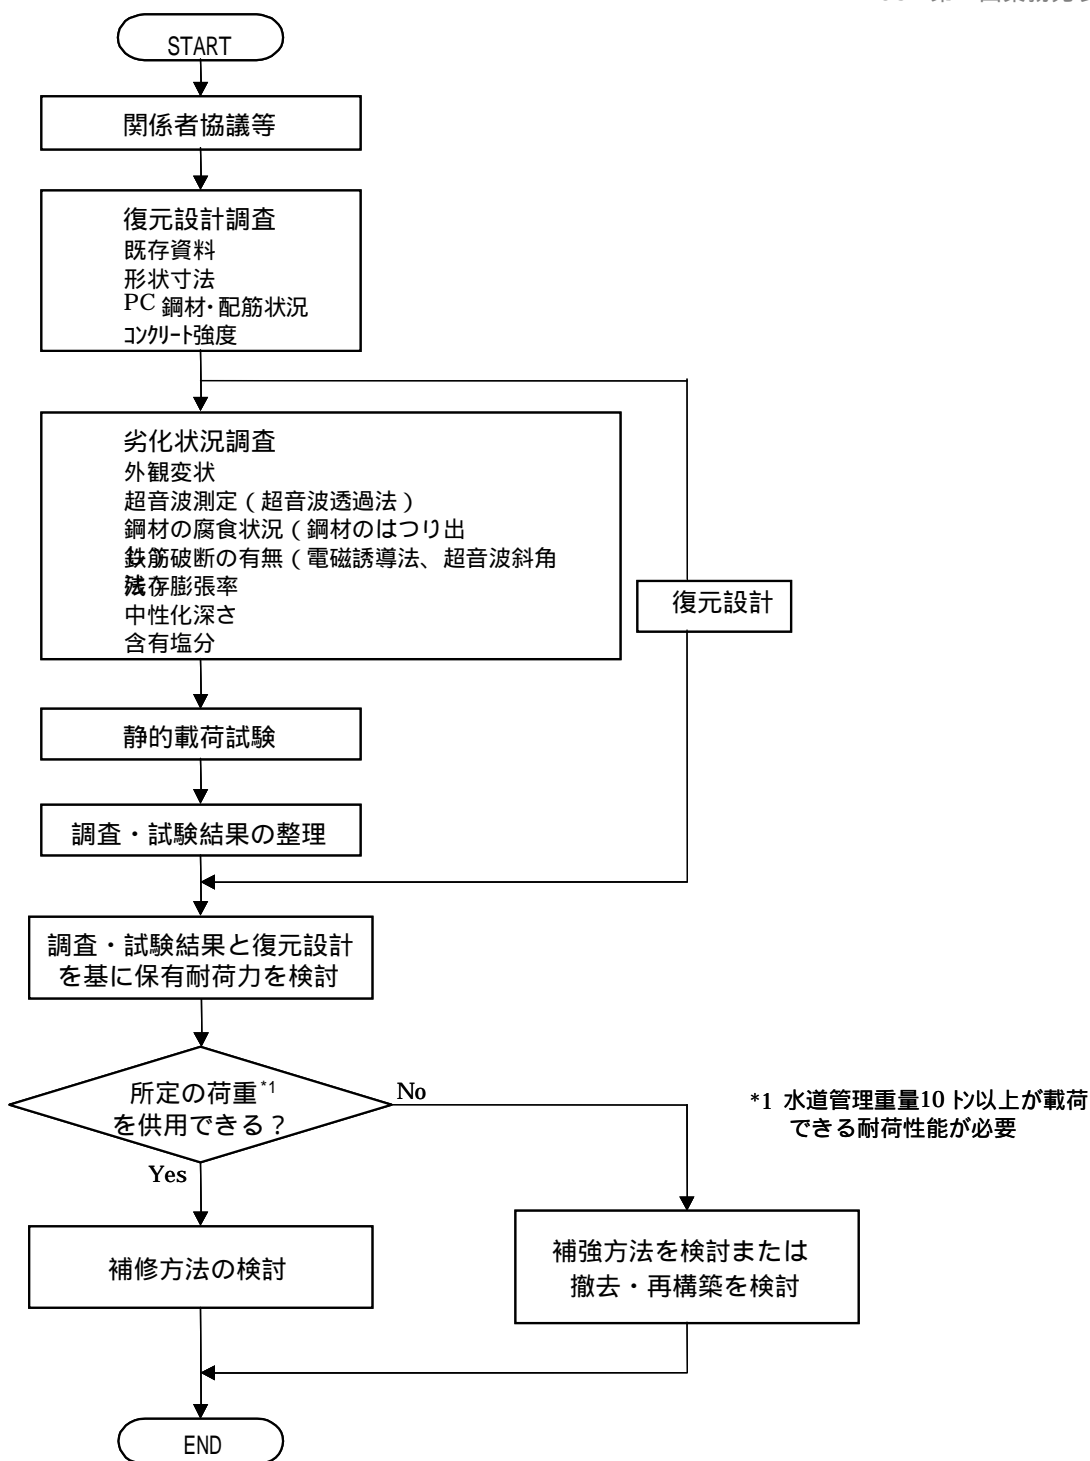 START
関係者協議等
復元設計調査
既存資料
形状寸法
PC 鋼材・配筋状況
コンクリート強度
劣化状況調査
外観変状
超音波測定（超音波透過法）
鋼材の腐食状況（鋼材のはつり出
鉄筋破断の有無（電磁誘導法、超音波斜角
残存膨張率
中性化深さ
含有塩分
復元設計
静的載荷試験
調査・試験結果の整理
調査・試験結果と復元設計
を基に保有耐荷力を検討
所定の荷重*1
を供用できる？
No
Yes
*1 水道管理重量10トン以上が載荷
できる耐荷性能が必要
補修方法の検討
補強方法を検討または
撤去・再構築を検討
END